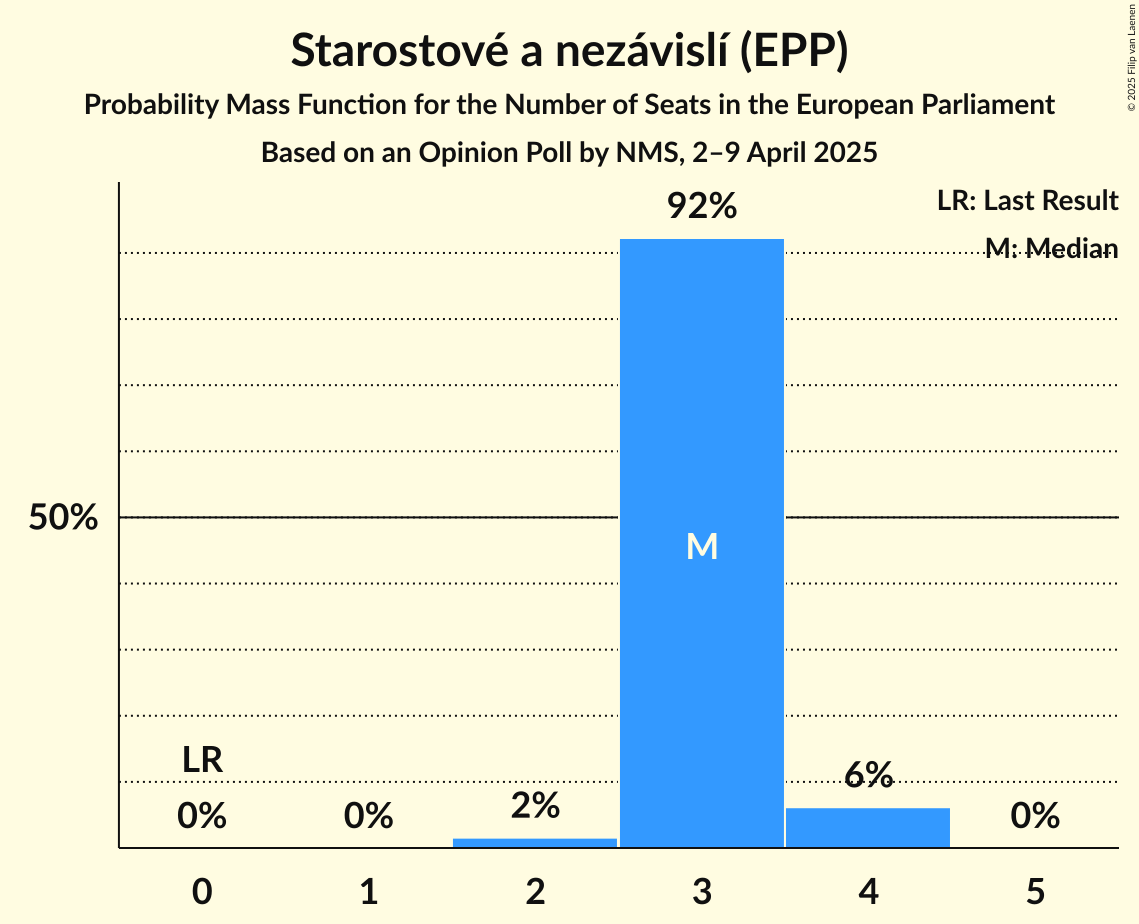 Starostové a nezávislí (EPP)
Probability Mass Function for the Number of Seats in the European Parliament
Based on an Opinion Poll by NMS, 2–9 April 2025
© 2025 Filip van Laenen
LR: Last Result
M: Median
92%
50%
M
LR
0%
0%
2%
6%
0%
0
1
2
3
4
5